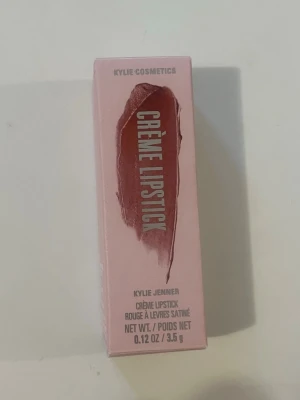 KYLIE COSMETICS
CRÈME LIPSTICK
KYLIE JENNER
CRÈME LIPSTICK
ROUGE À LÈVRES SATINÉ
NET WT. / POIDS NET
0.12 OZ / 3.5 g